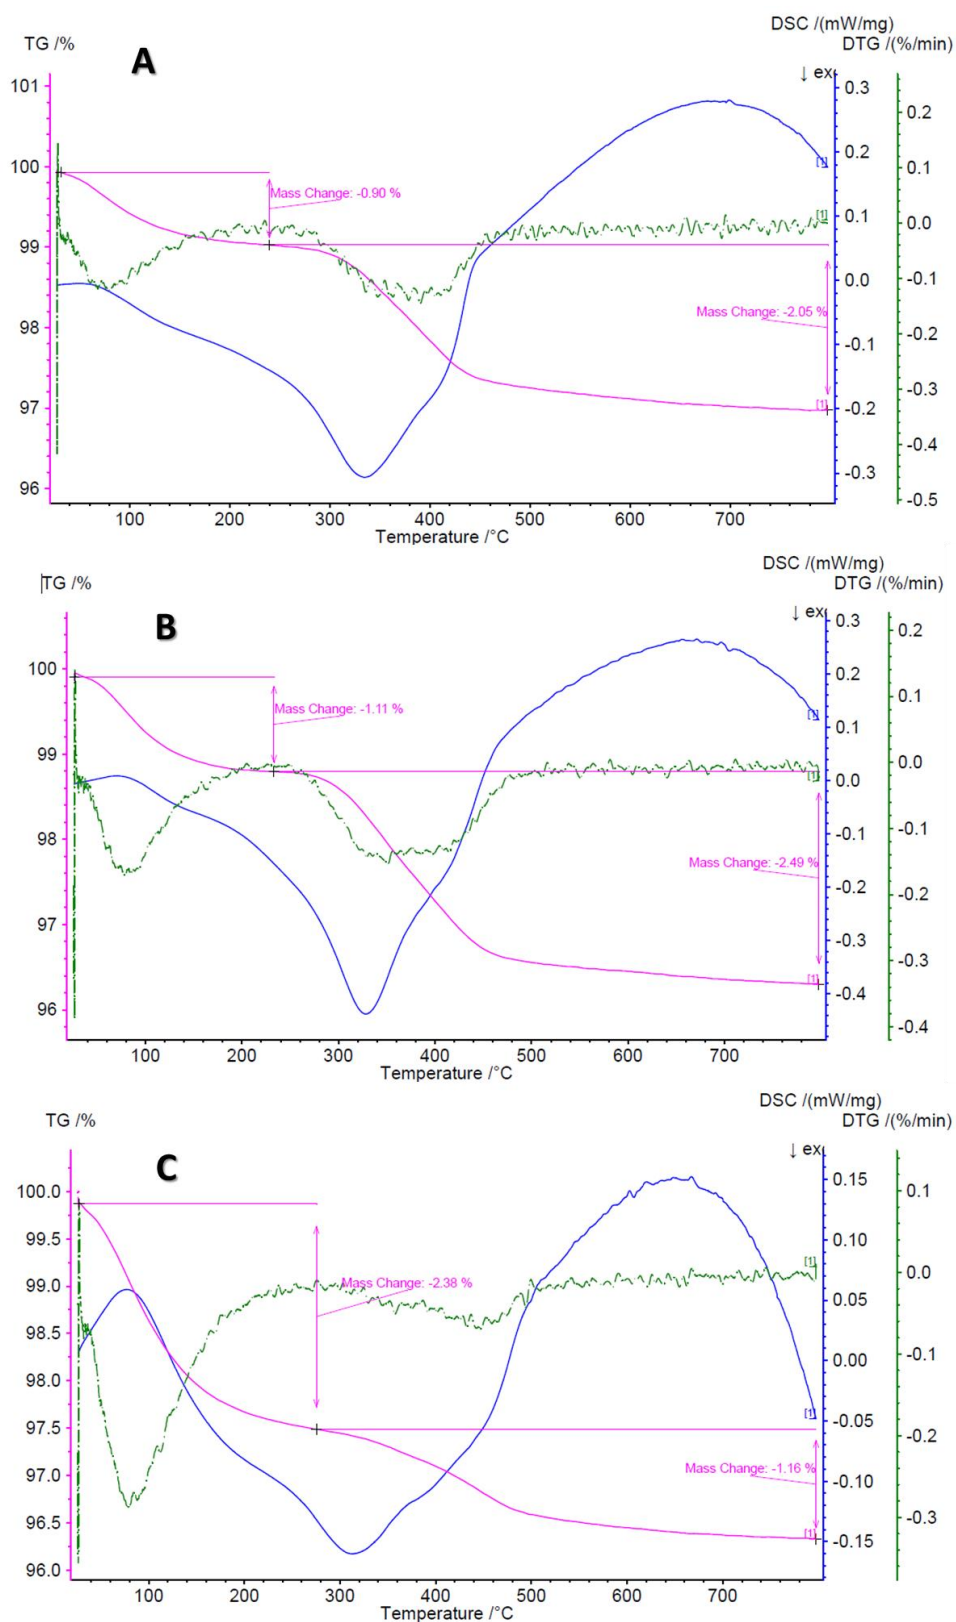 DSC /(mW/mg)
TG /%
DTG /(%/min)
A
↓ ex
101
100
99
98
97
96
0.3
0.2
0.1
0.0
-0.1
-0.2
-0.3
0.2
0.1
0.0
-0.1
-0.2
-0.3
-0.4
-0.5
Mass Change: -0.90 %
Mass Change: -2.05 %
[1]
[1]
[1]
100 200 300 400 500 600 700
Temperature /°C
DSC /(mW/mg)
TG /%
DTG /(%/min)
B
↓ ex
100
99
98
97
96
0.3
0.2
0.1
0.0
-0.1
-0.2
-0.3
-0.4
0.2
0.1
0.0
-0.1
-0.2
-0.3
-0.4
Mass Change: -1.11 %
Mass Change: -2.49 %
[1]
[1]
[1]
100 200 300 400 500 600 700
Temperature /°C
DSC /(mW/mg)
TG /%
DTG /(%/min)
C
↓ ex
100.0
99.5
99.0
98.5
98.0
97.5
97.0
96.5
96.0
0.15
0.10
0.05
0.00
-0.05
-0.10
-0.15
0.1
0.0
-0.1
-0.2
-0.3
Mass Change: -2.38 %
Mass Change: -1.16 %
[1]
[1]
[1]
100 200 300 400 500 600 700
Temperature /°C